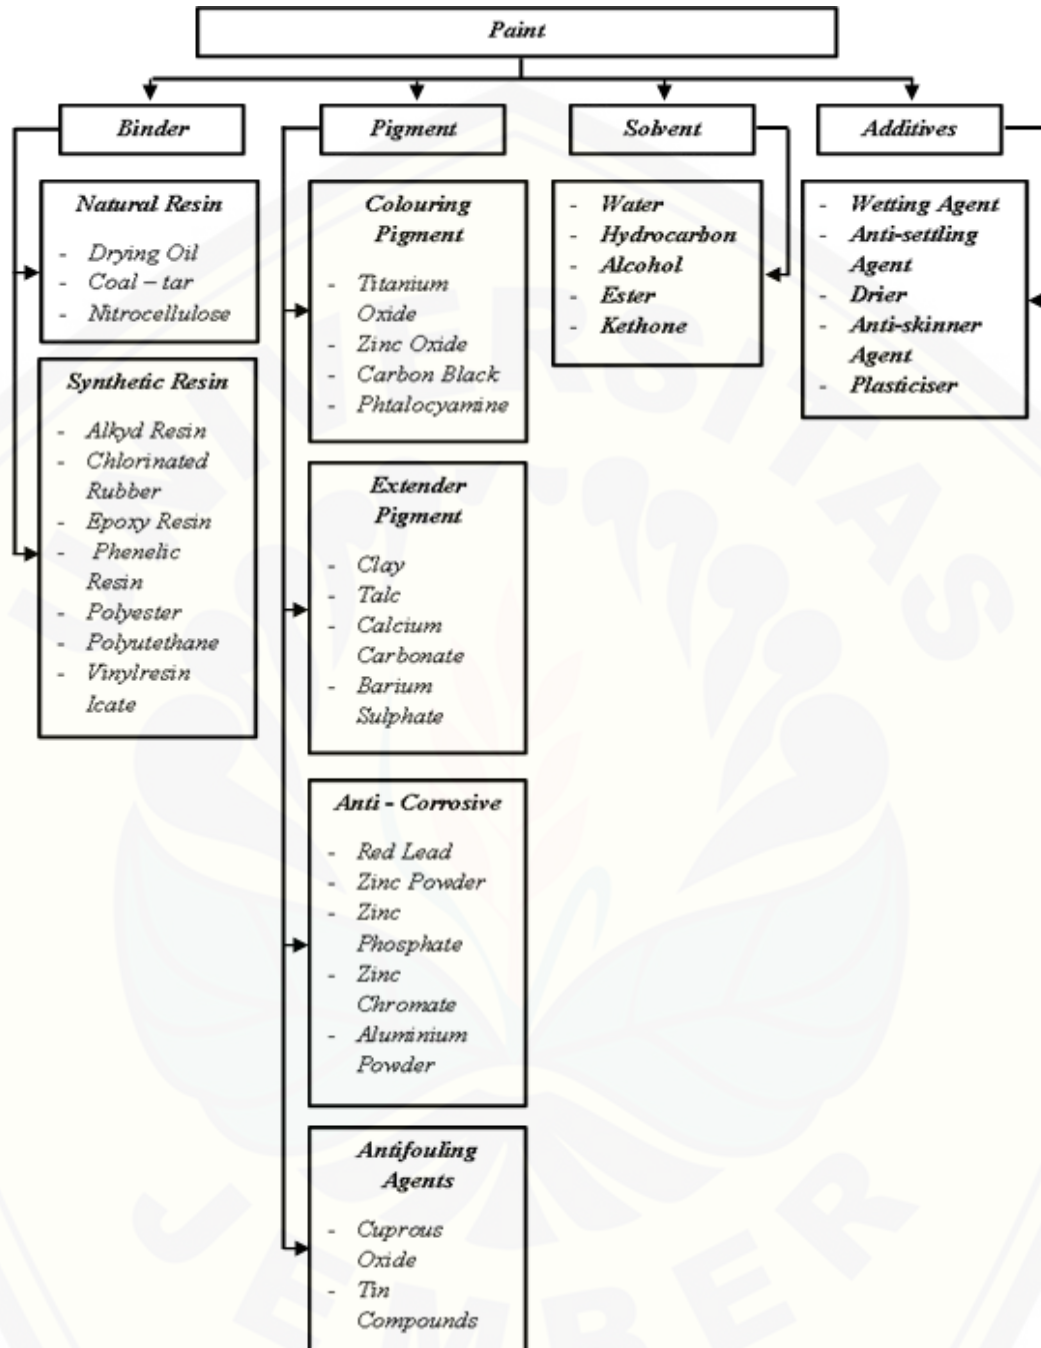 Paint
Binder
Pigment
Solvent
Additives
Natural Resin
- Drying Oil
- Coal – tar
- Nitrocellulose
Synthetic Resin
- Alkyd Resin
- Chlorinated
Rubber
- Epoxy Resin
- Phenelic
Resin
- Polyester
- Polyutethane
- Vinylresin
Icate
Colouring
Pigment
- Titanium
Oxide
- Zinc Oxide
- Carbon Black
- Phtalocyamine
Extender
Pigment
- Clay
- Talc
- Calcium
Carbonate
- Barium
Sulphate
Anti - Corrosive
- Red Lead
- Zinc Powder
- Zinc
Phosphate
- Zinc
Chromate
- Aluminium
Powder
Antifouling
Agents
- Cuprous
Oxide
- Tin
Compounds
- Water
- Hydrocarbon
- Alcohol
- Ester
- Kethone
- Wetting Agent
- Anti-settling
Agent
- Drier
- Anti-skinner
Agent
- Plasticiser
UNIVERSITAS
JEMBER